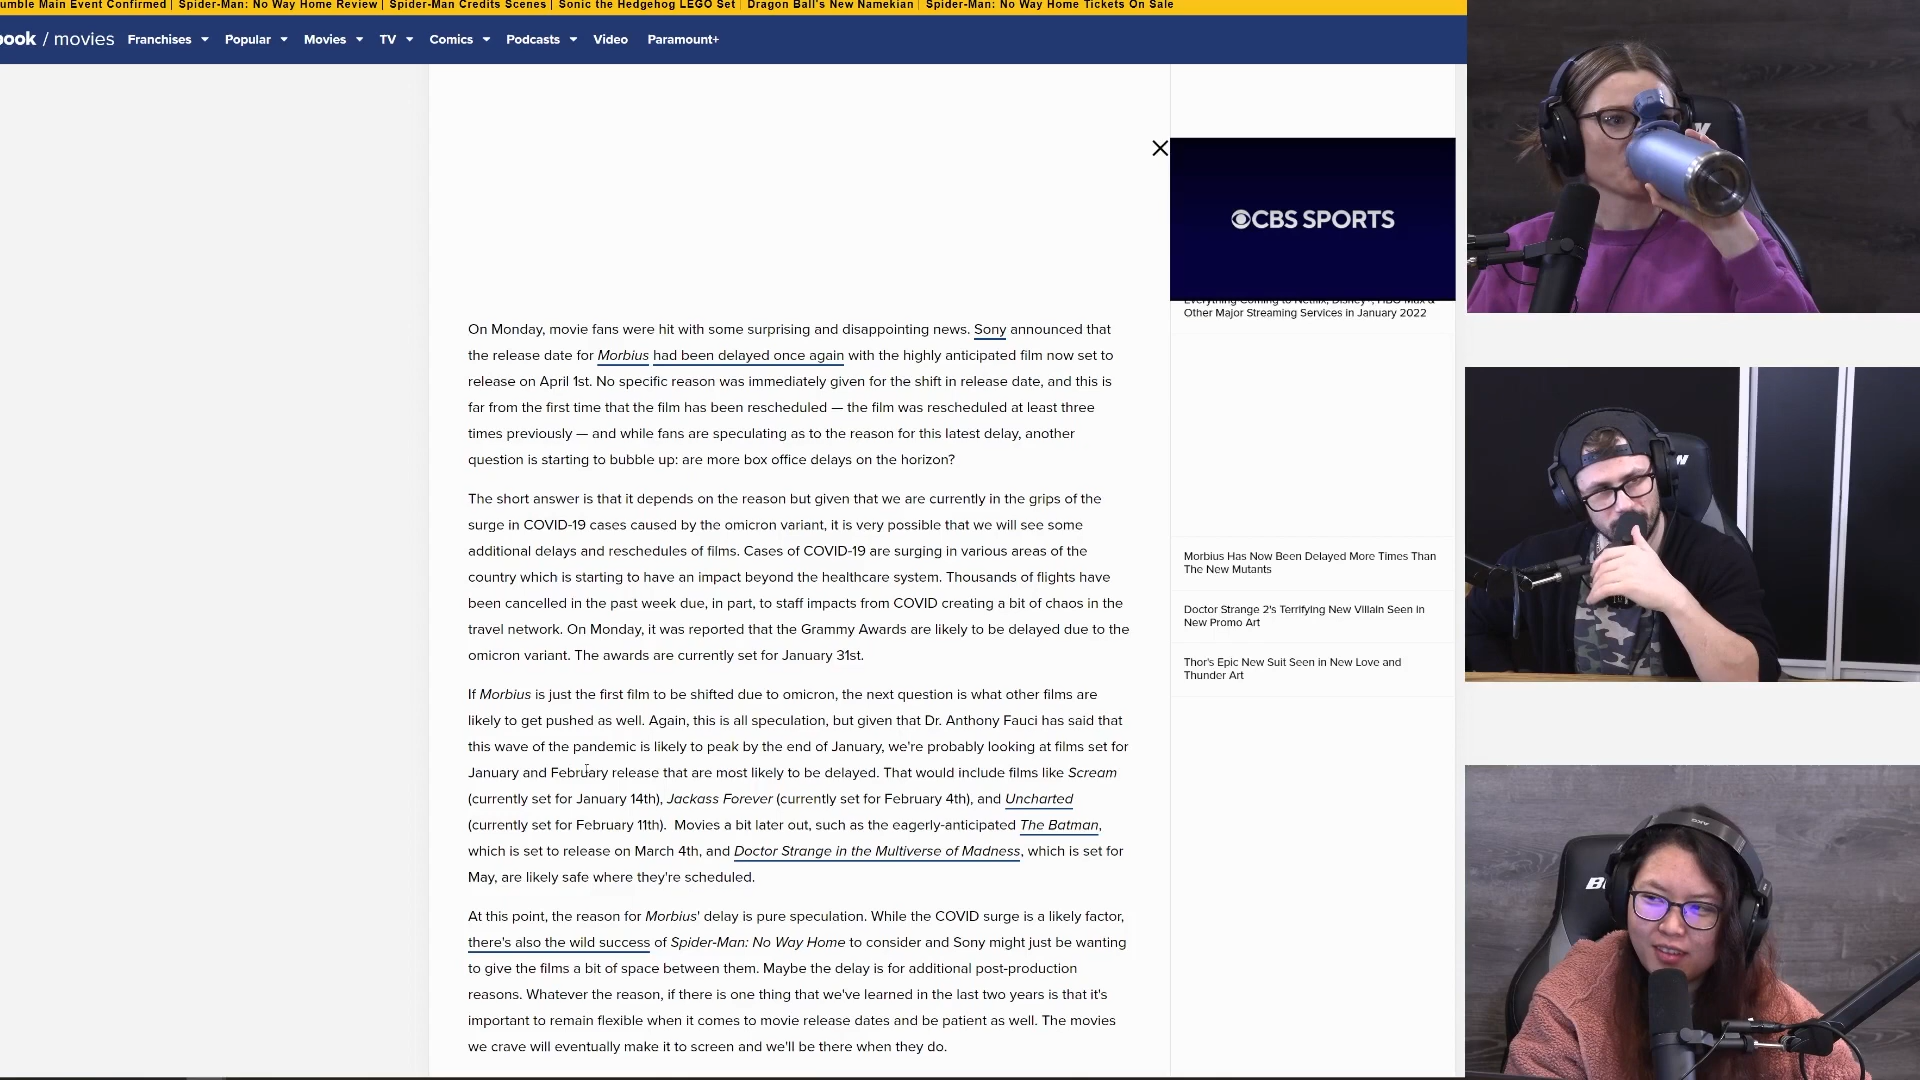 umble Main Event Confirmed | Spider-Man: No Way Home Review | Spider-Man Credits Scenes | Sonic the Hedgehog LEGO Set | Dragon Ball's New Namekian | Spider-Man: No Way Home Tickets On Sale
book / movies Franchises Popular Movies TV Comics Podcasts Video Paramount+
On Monday, movie fans were hit with some surprising and disappointing news. Sony announced that
the release date for Morbius had been delayed once again with the highly anticipated film now set to
release on April 1st. No specific reason was immediately given for the shift in release date, and this is
far from the first time that the film has been rescheduled — the film was rescheduled at least three
times previously — and while fans are speculating as to the reason for this latest delay, another
question is starting to bubble up: are more box office delays on the horizon?
The short answer is that it depends on the reason but given that we are currently in the grips of the
surge in COVID-19 cases caused by the omicron variant, it is very possible that we will see some
additional delays and reschedules of films. Cases of COVID-19 are surging in various areas of the
country which is starting to have an impact beyond the healthcare system. Thousands of flights have
been cancelled in the past week due, in part, to staff impacts from COVID creating a bit of chaos in the
travel network. On Monday, it was reported that the Grammy Awards are likely to be delayed due to the
omicron variant. The awards are currently set for January 31st.
If Morbius is just the first film to be shifted due to omicron, the next question is what other films are
likely to get pushed as well. Again, this is all speculation, but given that Dr. Anthony Fauci has said that
this wave of the pandemic is likely to peak by the end of January, we're probably looking at films set for
January and February release that are most likely to be delayed. That would include films like Scream
(currently set for January 14th), Jackass Forever (currently set for February 4th), and Uncharted
(currently set for February 11th). Movies a bit later out, such as the eagerly-anticipated The Batman,
which is set to release on March 4th, and Doctor Strange in the Multiverse of Madness, which is set for
May, are likely safe where they're scheduled.
At this point, the reason for Morbius' delay is pure speculation. While the COVID surge is a likely factor,
there's also the wild success of Spider-Man: No Way Home to consider and Sony might just be wanting
to give the films a bit of space between them. Maybe the delay is for additional post-production
reasons. Whatever the reason, if there is one thing that we've learned in the last two years is that it's
important to remain flexible when it comes to movie release dates and be patient as well. The movies
we crave will eventually make it to screen and we'll be there when they do.
CBS SPORTS
Everything Coming to Netflix, Disney+, HBO Max &
Other Major Streaming Services in January 2022
Morbius Has Now Been Delayed More Times Than
The New Mutants
Doctor Strange 2's Terrifying New Villain Seen in
New Promo Art
Thor's Epic New Suit Seen in New Love and
Thunder Art
AKG